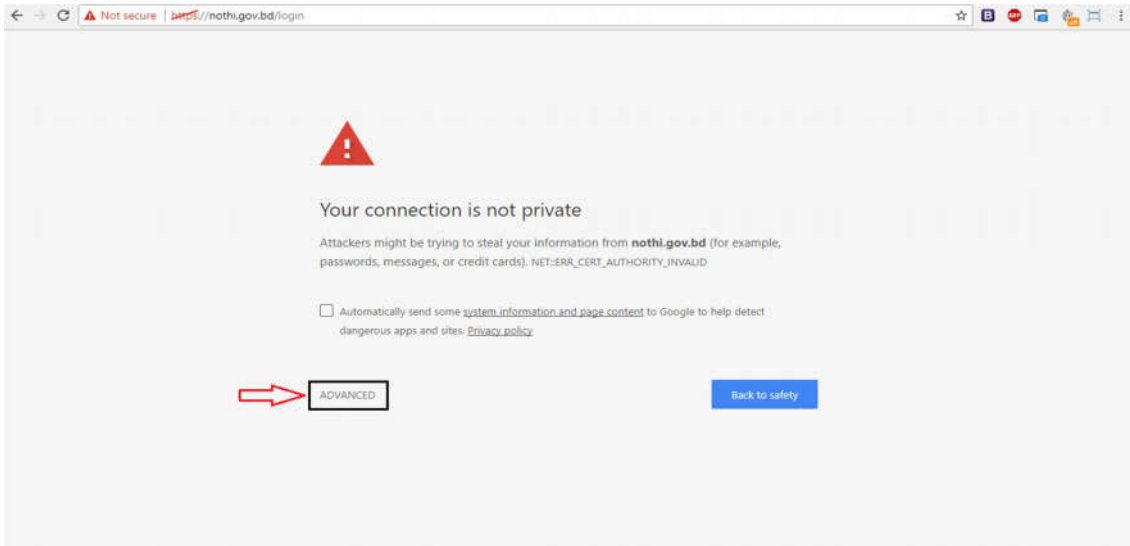 Not secure | https://nothi.gov.bd/login
Your connection is not private
Attackers might be trying to steal your information from nothi.gov.bd (for example,
passwords, messages, or credit cards). NET::ERR_CERT_AUTHORITY_INVALID
Automatically send some system information and page content to Google to help detect
dangerous apps and sites. Privacy policy
ADVANCED
Back to safety